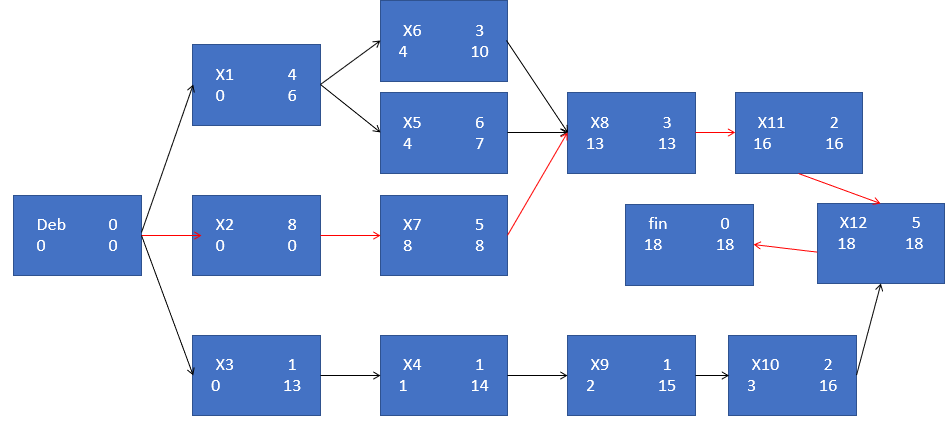 X6 3
4 10
X1 4
0 6
X5 6
4 7
X8 3
13 13
X11 2
16 16
Deb 0
0 0
X2 8
0 0
X7 5
8 8
fin 0
18 18
X12 5
18 18
X3 1
0 13
X4 1
1 14
X9 1
2 15
X10 2
3 16